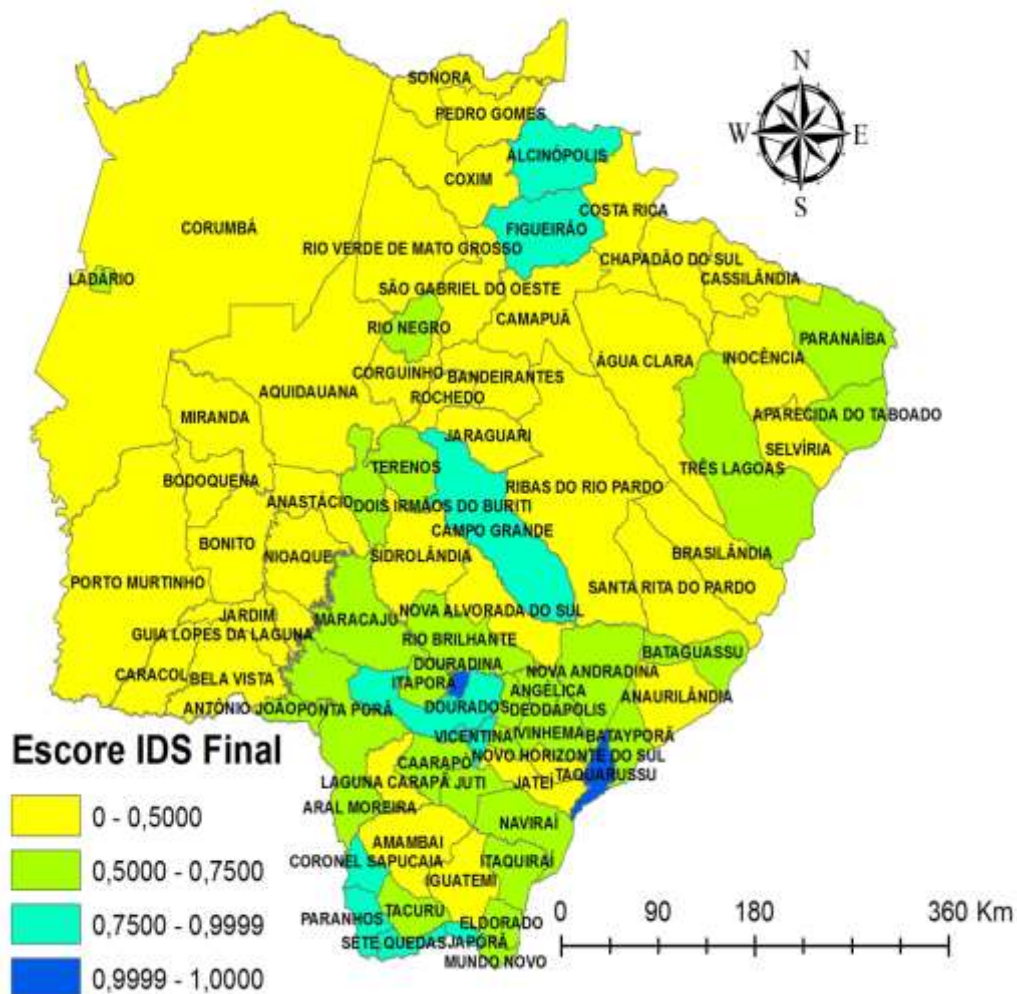 N
W E
S
SONORA
PEDRO GOMES
ALCINÓPOLIS
COXIM
COSTA RICA
CORUMBÁ
FIGUEIRÃO
RIO VERDE DE MATO GROSSO
CHAPADÃO DO SUL
CASSILÂNDIA
LADÁRIO
SÃO GABRIEL DO OESTE
CAMAPUÃ
RIO NEGRO
PARANAÍBA
ÁGUA CLARA
INOCÊNCIA
CORGUINHO
BANDEIRANTES
AQUIDAUANA
ROCHEDO
MIRANDA
APARECIDA DO TABOADO
JARAGUARI
SELVÍRIA
TERENOS
TRÊS LAGOAS
BODOQUENA
RIBAS DO RIO PARDO
ANASTÁCIO
DOIS IRMÃOS DO BURITI
CAMPO GRANDE
BONITO
NIOAQUE
SIDROLÂNDIA
BRASILÂNDIA
PORTO MURTINHO
SANTA RITA DO PARDO
JARDIM
MARACAJU
NOVA ALVORADA DO SUL
GUIA LOPES DA LAGUNA
RIO BRILHANTE
BATAGUASSU
CARACOL
BELA VISTA
DOURADINA
NOVA ANDRADINA
ITAPORÃ
ANGÉLICA
ANAURILÂNDIA
ANTÔNIO JOÃO
PONTA PORÃ
DOURADOS
DEODÁPOLIS
VICENTINA
IVINHEMA
BATAYPORÃ
CAARAPÓ
NOVO HORIZONTE DO SUL
TAQUARUSSU
LAGUNA CARAPÃ
JUTI
JATEÍ
ARAL MOREIRA
NAVIRAÍ
AMAMBAI
CORONEL SAPUCAIA
ITAQUIRAÍ
IGUATEMI
TACURU
PARANHOS
ELDORADO
SETE QUEDAS
JAPORÃ
MUNDO NOVO
Escore IDS Final
0 - 0,5000
0,5000 - 0,7500
0,7500 - 0,9999
0,9999 - 1,0000
0 90 180 360 Km